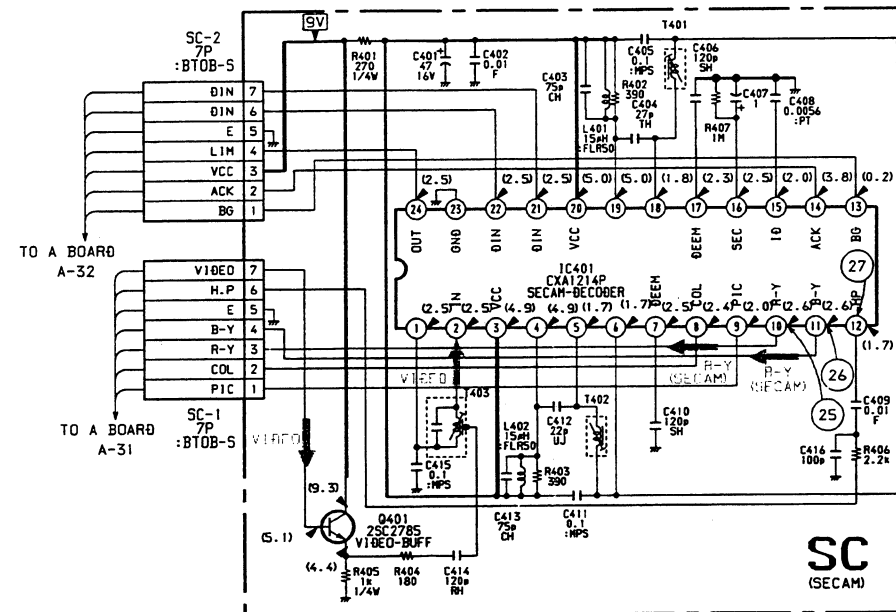 9V
SC-2
7P
:BTOB-S
DIN 7
DIN 6
E 5
LIM 4
VCC 3
ACK 2
BG 1
TO A BOARD
A-32
VIDEO 7
H.P 6
E 5
B-Y 4
R-Y 3
COL 2
PIC 1
SC-1
7P
:BTOB-S
TO A BOARD
A-31
R401
270
1/4W
C401
47
16V
C402
0.01
F
C403
75p
CH
L401
15μH
:FLR50
R402
390
C404
27p
TH
C405
0.1
:MPS
T401
C406
120p
SH
R407
1M
C407
1
C408
0.0056
:PT
(2.5) (2.5) (2.5) (5.0) (5.0) (1.8) (2.3) (2.5) (2.0) (3.8) (0.2)
24 23 22 21 20 19 18 17 16 15 14 13
OUT GND DIN DIN VCC DEEM SEC ID ACK BG
IC401
CXA1214P
SECAM-DECODER
IN VCC DEEM COL PIC R-Y B-Y HP
1 2 3 4 5 6 7 8 9 10 11 12
(2.5) (2.5) (4.9) (4.9) (1.7) (1.7) (2.5) (2.4) (2.0) (2.6) (2.6) (1.7)
27
26
25
VIDEO
R-Y
(SECAM)
B-Y
(SECAM)
VIDEO
T403
C415
0.1
:MPS
L402
15μH
:FLR50
C412
22p
UJ
T402
R403
390
C413
75p
CH
C411
0.1
:MPS
C410
120p
SH
C409
0.01
F
C416
100p
R406
2.2k
(9.3)
(5.1)
(4.4)
Q401
2SC2785
VIDEO-BUFF
R405
1k
1/4W
R404
180
C414
120p
RH
SC
(SECAM)